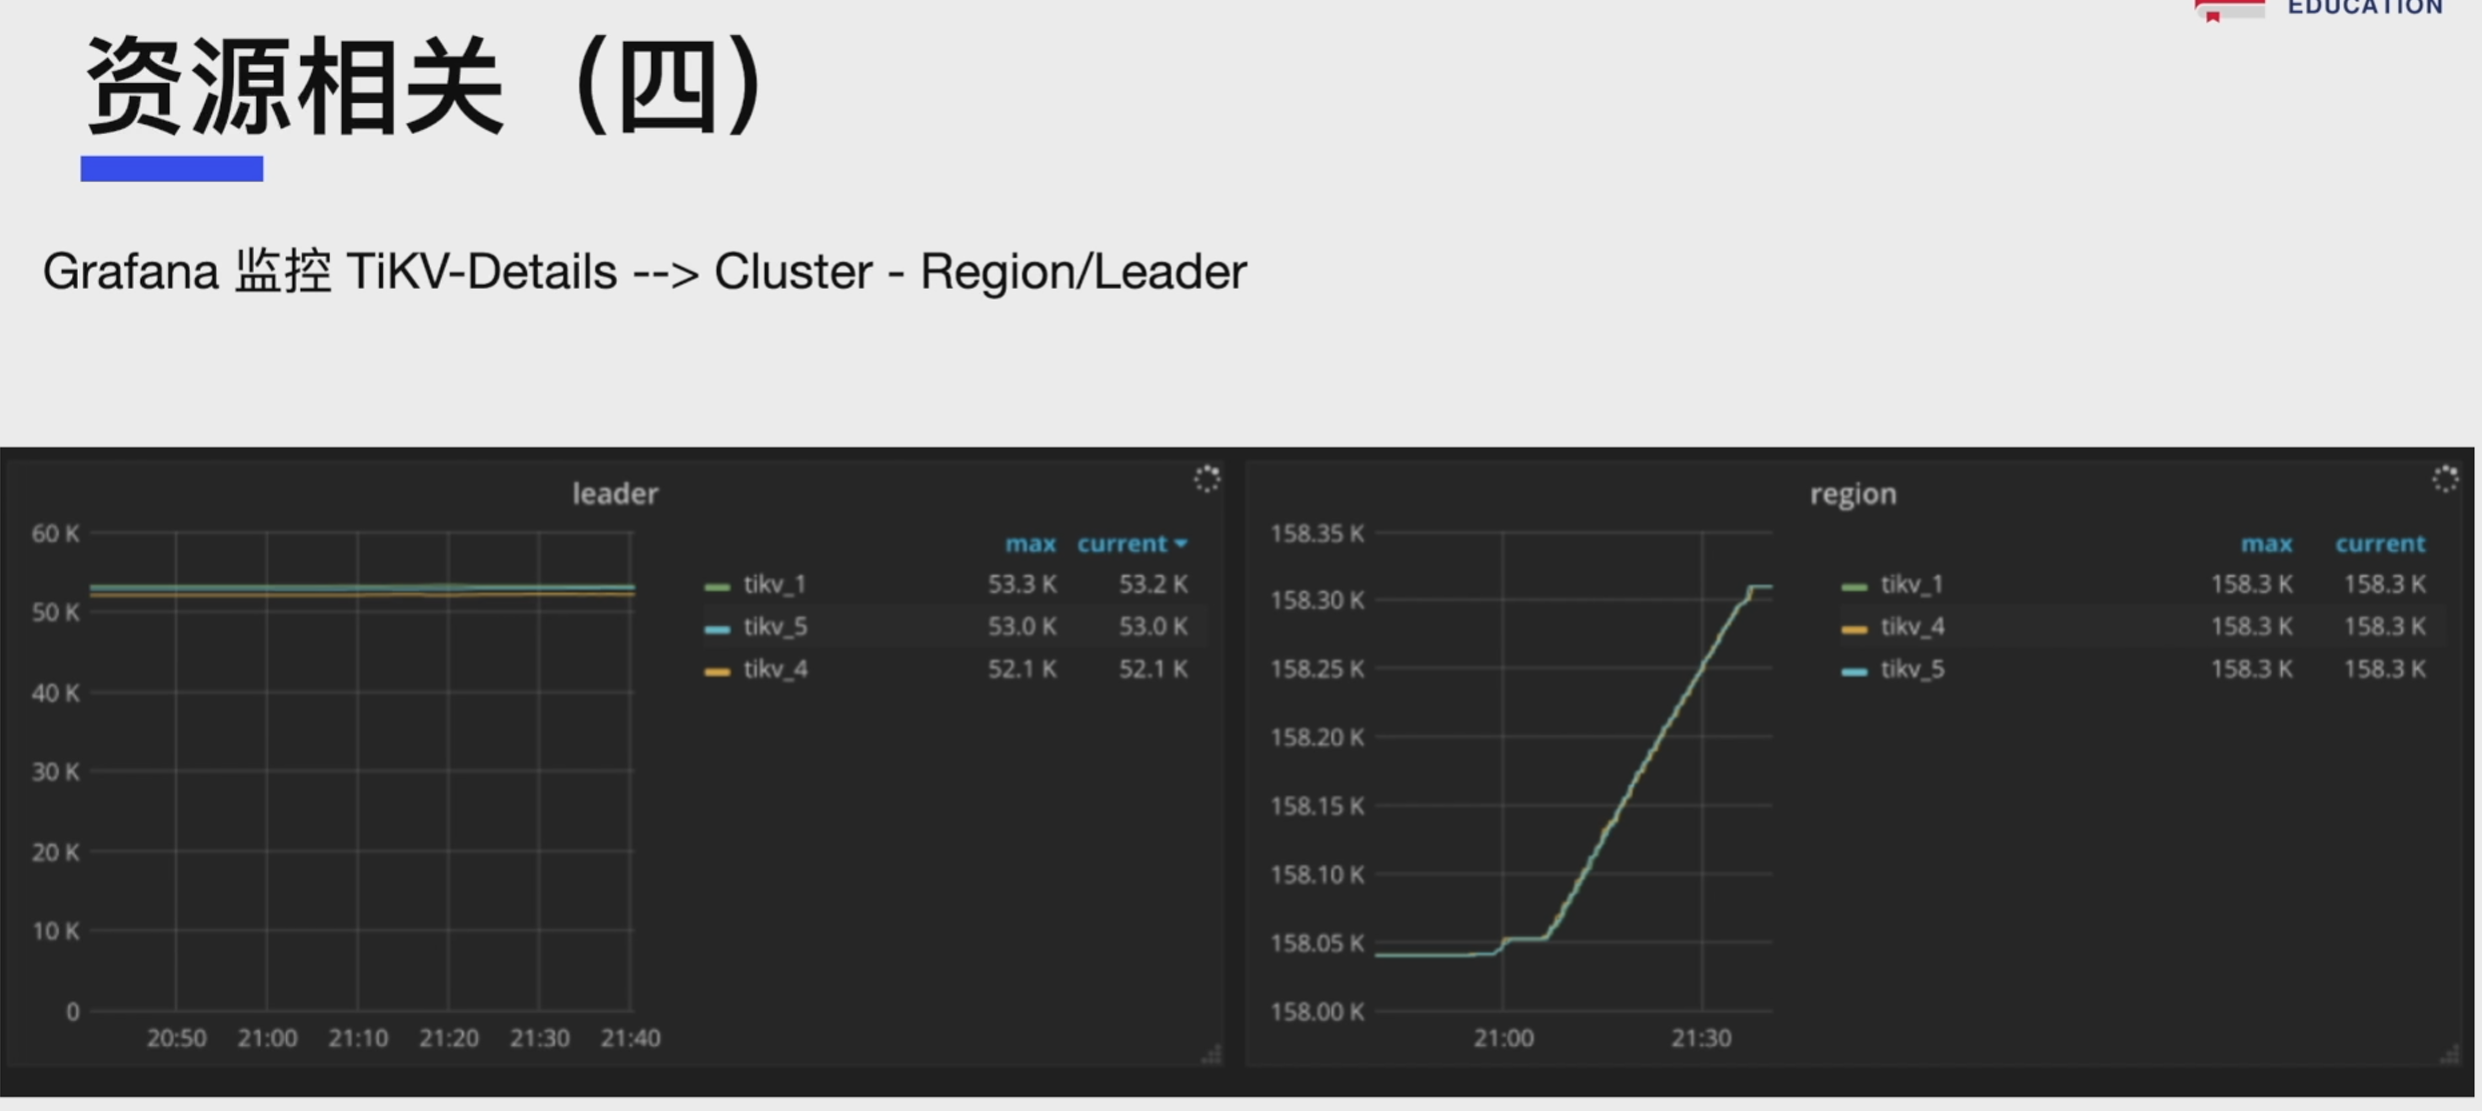 EDUCATION
资源相关（四）
Grafana 监控 TiKV-Details --> Cluster - Region/Leader
leader
60 K
50 K
40 K
30 K
20 K
10 K
0
20:50 21:00 21:10 21:20 21:30 21:40
max current
tikv_1 53.3 K 53.2 K
tikv_5 53.0 K 53.0 K
tikv_4 52.1 K 52.1 K
region
158.35 K
158.30 K
158.25 K
158.20 K
158.15 K
158.10 K
158.05 K
158.00 K
21:00 21:30
max current
tikv_1 158.3 K 158.3 K
tikv_4 158.3 K 158.3 K
tikv_5 158.3 K 158.3 K